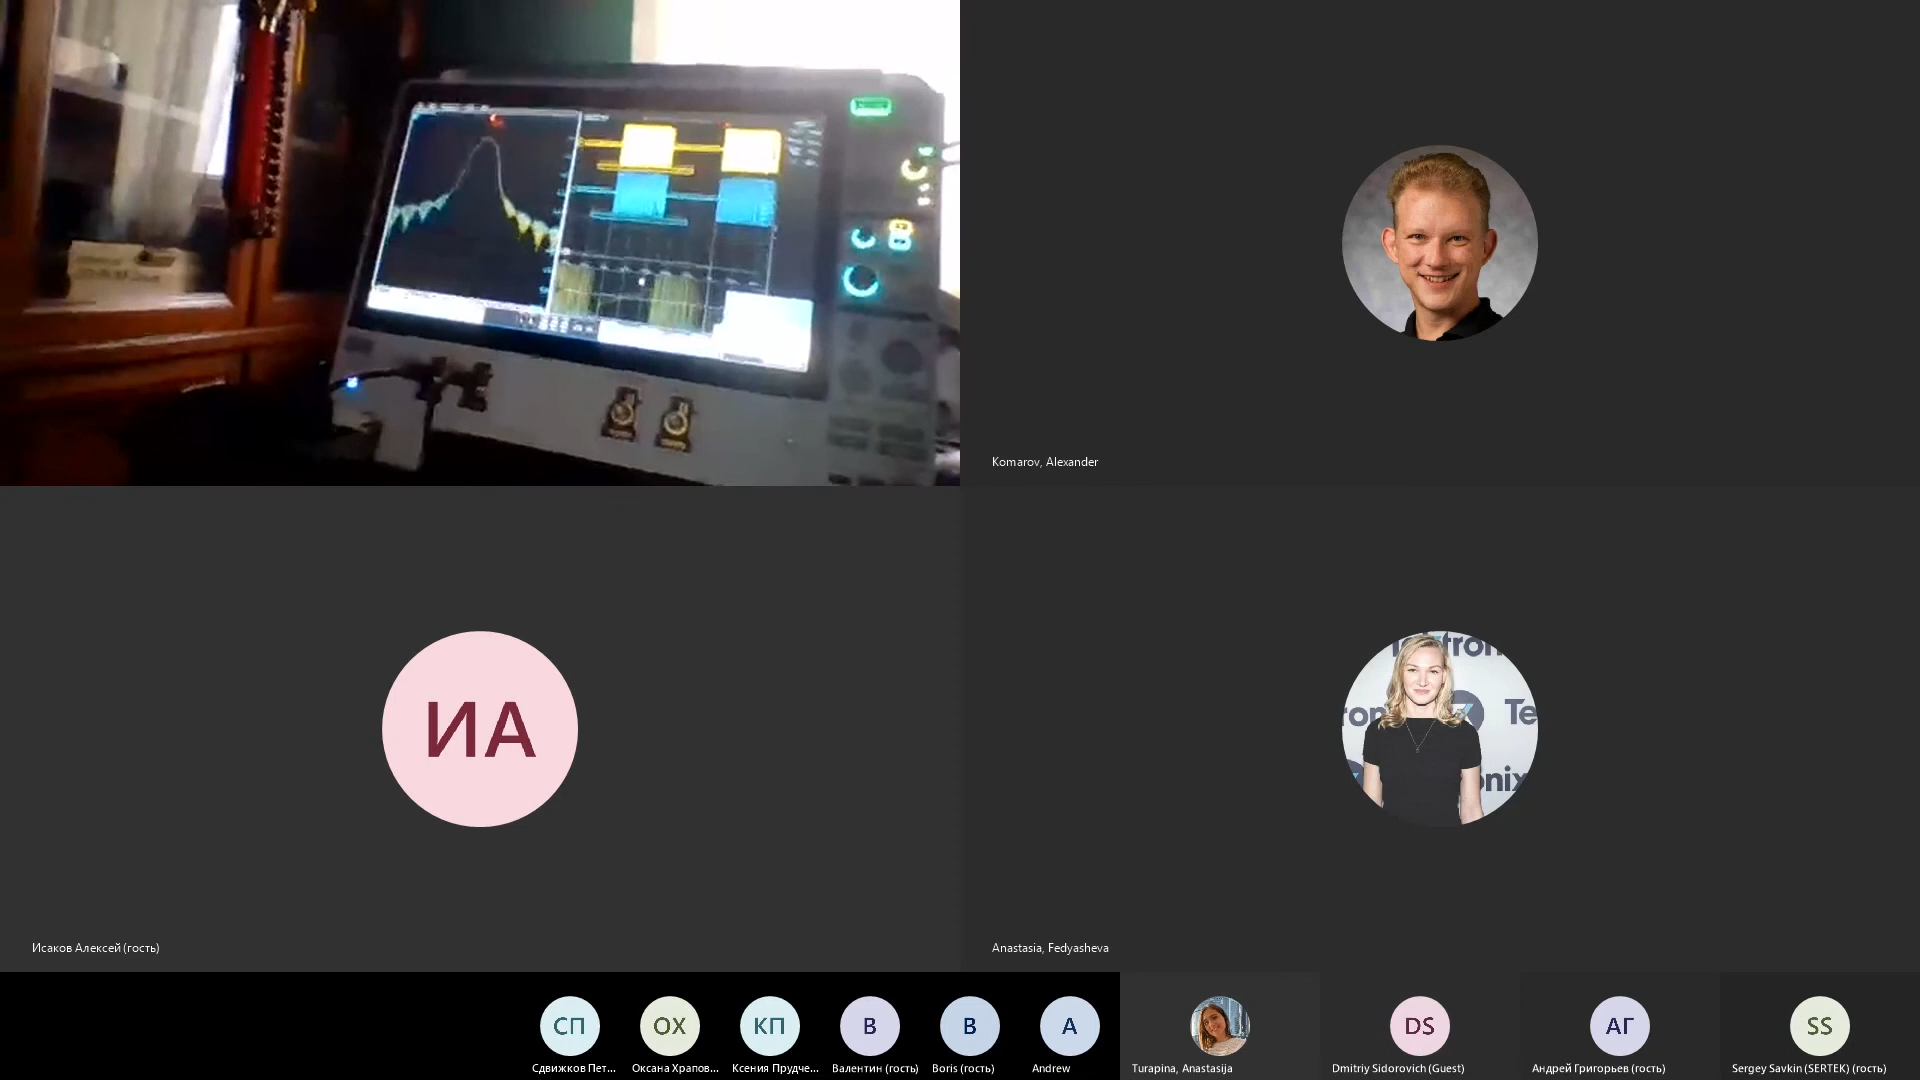 Komarov, Alexander
ИА
Исаков Алексей (гость)
Anastasia, Fedyasheva
СП
ОХ
КП
В
B
A
DS
АГ
SS
Сдвижков Пет...
Оксана Храпов...
Ксения Прудче...
Валентин (гость)
Boris (гость)
Andrew
Turapina, Anastasija
Dmitriy Sidorovich (Guest)
Андрей Григорьев (гость)
Sergey Savkin (SERTEK) (гость)